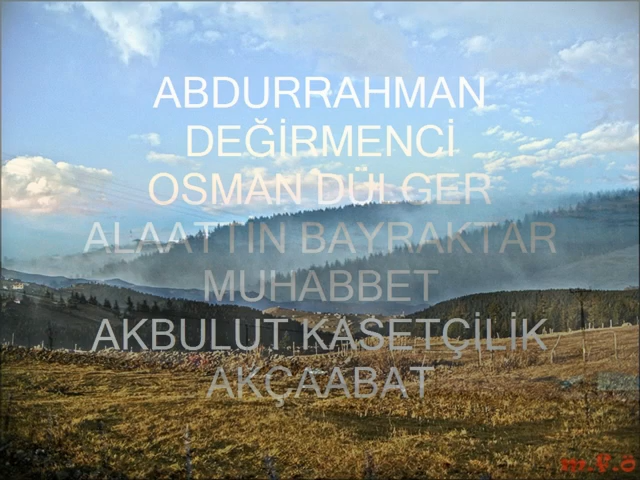 ABDURRAHMAN
DEĞİRMENCİ
OSMAN DÜLGER
ALAATTİN BAYRAKTAR
MUHABBET
AKBULUT KASETÇİLİK
AKÇAABAT
m.V.o